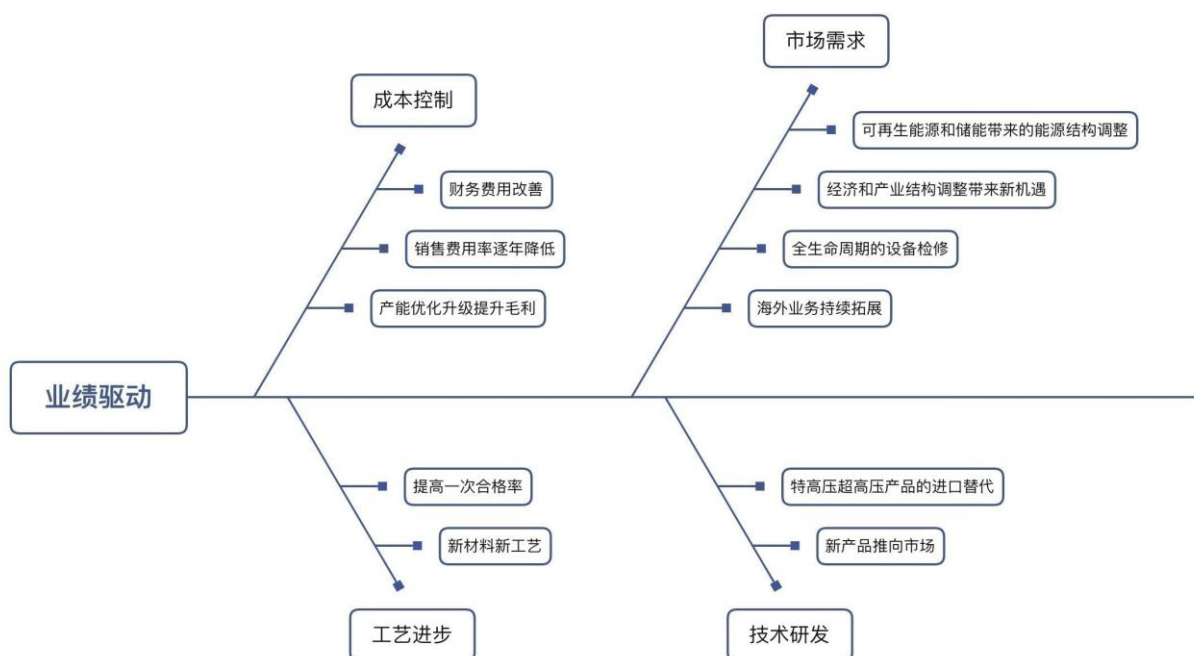 市场需求
成本控制
可再生能源和储能带来的能源结构调整
财务费用改善
经济和产业结构调整带来新机遇
销售费用率逐年降低
全生命周期的设备检修
产能优化升级提升毛利
海外业务持续拓展
业绩驱动
提高一次合格率
特高压超高压产品的进口替代
新材料新工艺
新产品推向市场
工艺进步
技术研发